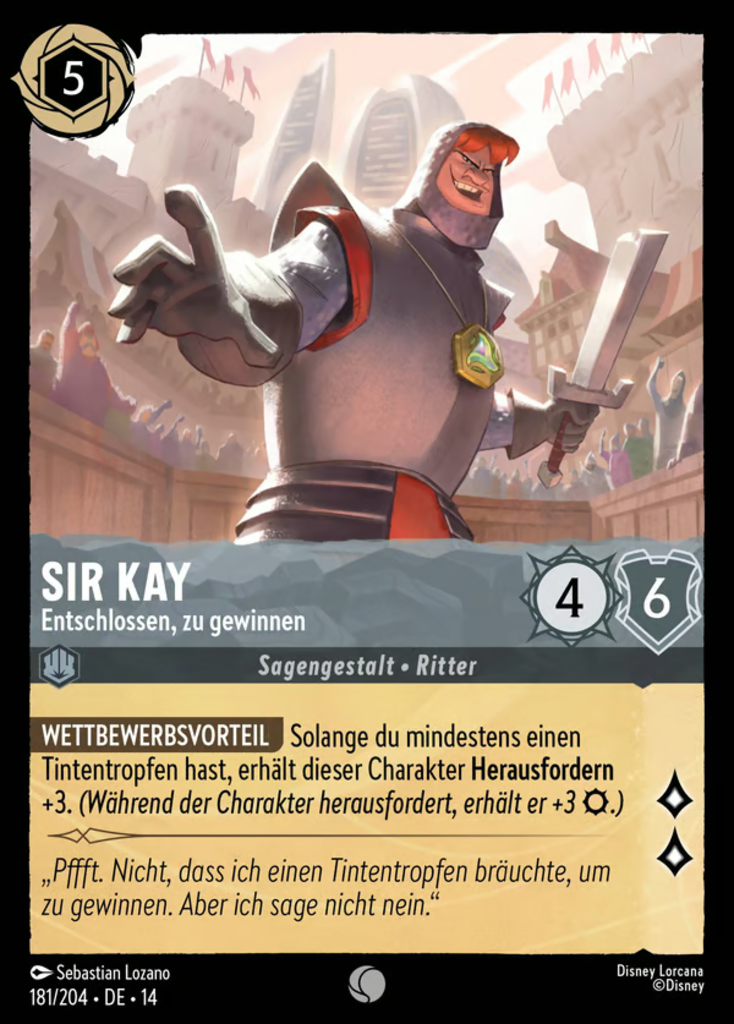 5
SIR KAY
Entschlossen, zu gewinnen
4
6
Sagengestalt • Ritter
WETTBEWERBSVORTEIL Solange du mindestens einen
Tintentropfen hast, erhält dieser Charakter Herausfordern
+3. (Während der Charakter herausfordert, erhält er +3 .)
„Pffft. Nicht, dass ich einen Tintentropfen bräuchte, um
zu gewinnen. Aber ich sage nicht nein.“
Sebastian Lozano
181/204 • DE • 14
Disney Lorcana
©Disney